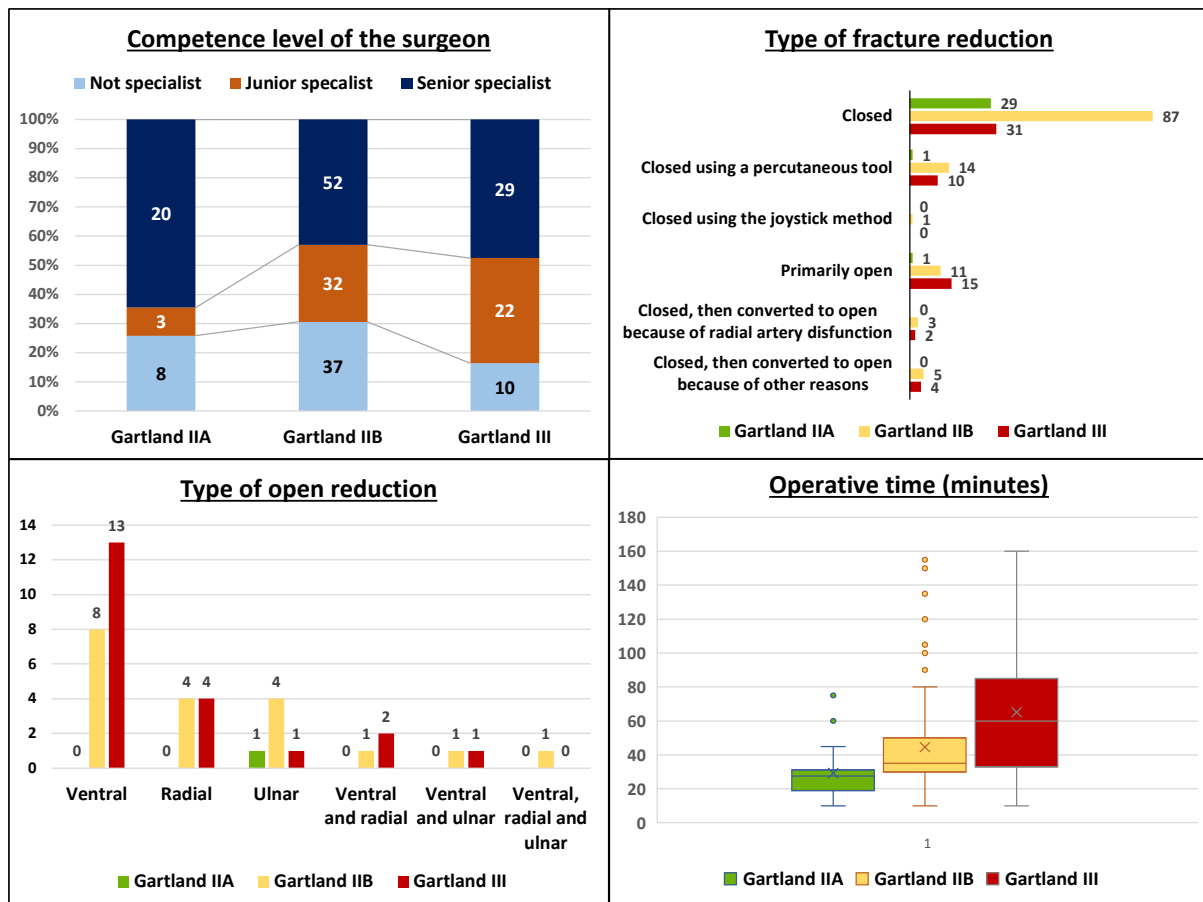 Competence level of the surgeon
Not specialist Junior specalist Senior specialist
100%
90%
80%
70%
60%
50%
40%
30%
20%
10%
0%
20 52 29
3 32 22
8 37 10
Gartland IIA Gartland IIB Gartland III
Type of fracture reduction
Closed
29
87
31
Closed using a percutaneous tool
1
14
10
Closed using the joystick method
0
1
0
Primarily open
1
11
15
Closed, then converted to open
because of radial artery disfunction
0
3
2
Closed, then converted to open
because of other reasons
0
5
4
Gartland IIA Gartland IIB Gartland III
Type of open reduction
14
12
10
8
6
4
2
0
0 8 13
0 4 4
1 4 1
0 1 2
0 1 1
0 1 0
Ventral Radial Ulnar Ventral and radial Ventral and ulnar Ventral, radial and ulnar
Gartland IIA Gartland IIB Gartland III
Operative time (minutes)
180
160
140
120
100
80
60
40
20
0
1
Gartland IIA Gartland IIB Gartland III